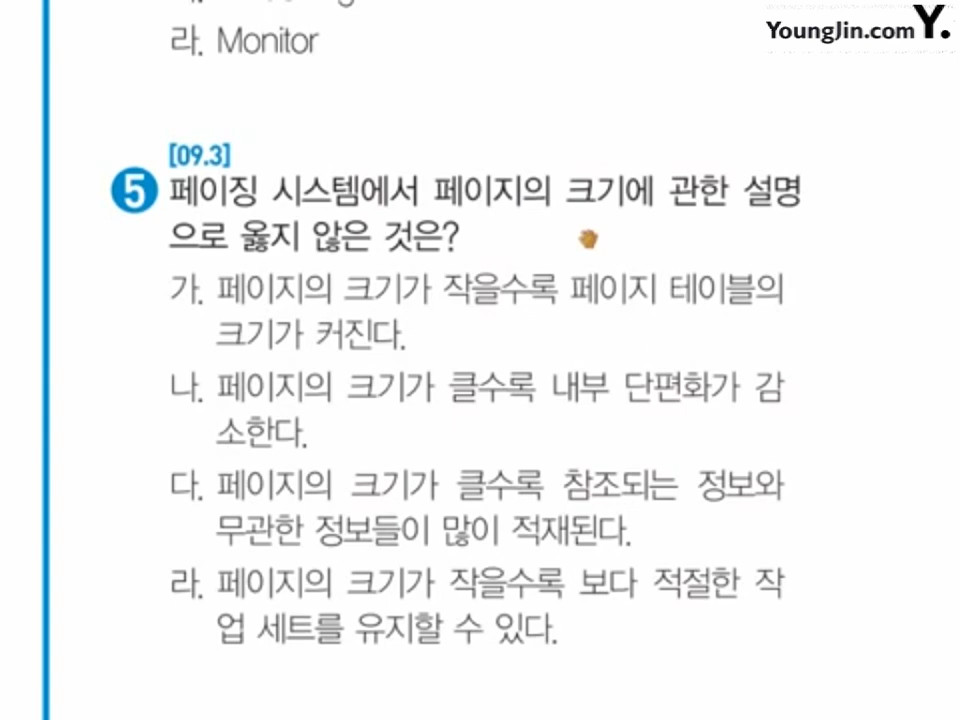 YoungJin.com Y.
라. Monitor
[09.3]
5 페이징 시스템에서 페이지의 크기에 관한 설명
으로 옳지 않은 것은?
가. 페이지의 크기가 작을수록 페이지 테이블의
크기가 커진다.
나. 페이지의 크기가 클수록 내부 단편화가 감
소한다.
다. 페이지의 크기가 클수록 참조되는 정보와
무관한 정보들이 많이 적재된다.
라. 페이지의 크기가 작을수록 보다 적절한 작
업 세트를 유지할 수 있다.